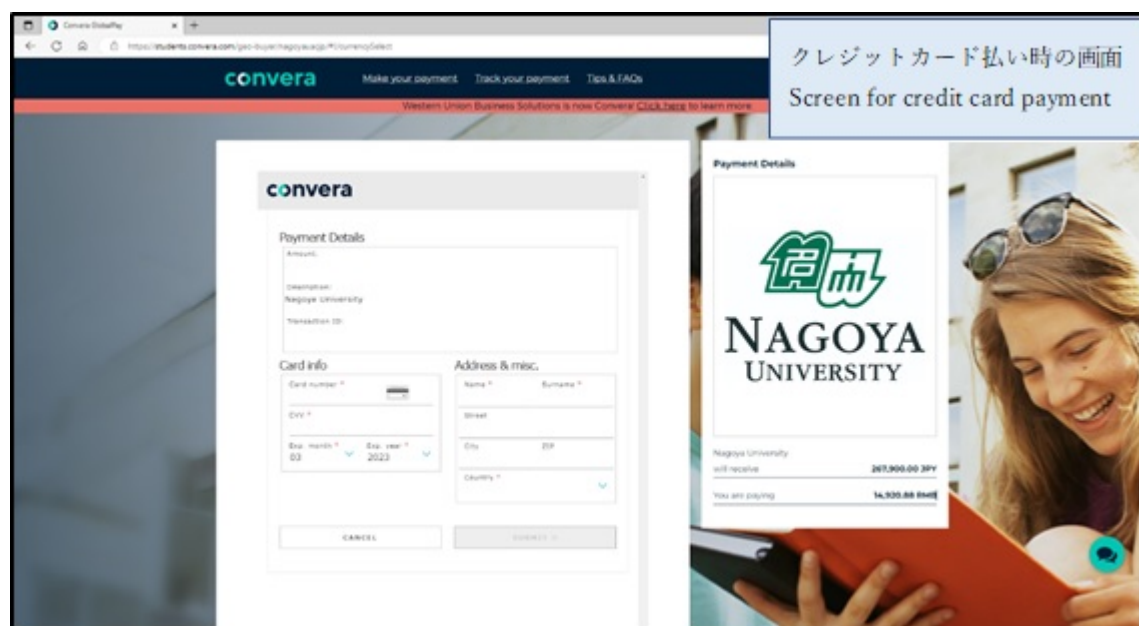 Convera GlobalPay
https://students.convera.com/geo-buyer/nagoyauacjp/#!/currencySelect
クレジットカード払い時の画面
Screen for credit card payment
convera
Make your payment Track your payment Tips & FAQs
Western Union Business Solutions is now Convera! Click here to learn more
convera
Payment Details
Amount:
Description:
Nagoya University
Transaction ID:
Card info
Card number *
CVV *
Exp. month * Exp. year *
03 2023
Address & misc.
Name * Surname *
Street
City ZIP
Country *
CANCEL
SUBMIT
Payment Details
NAGOYA
UNIVERSITY
Nagoya University
will receive 267,900.00 JPY
You are paying 14,920.88 RMB